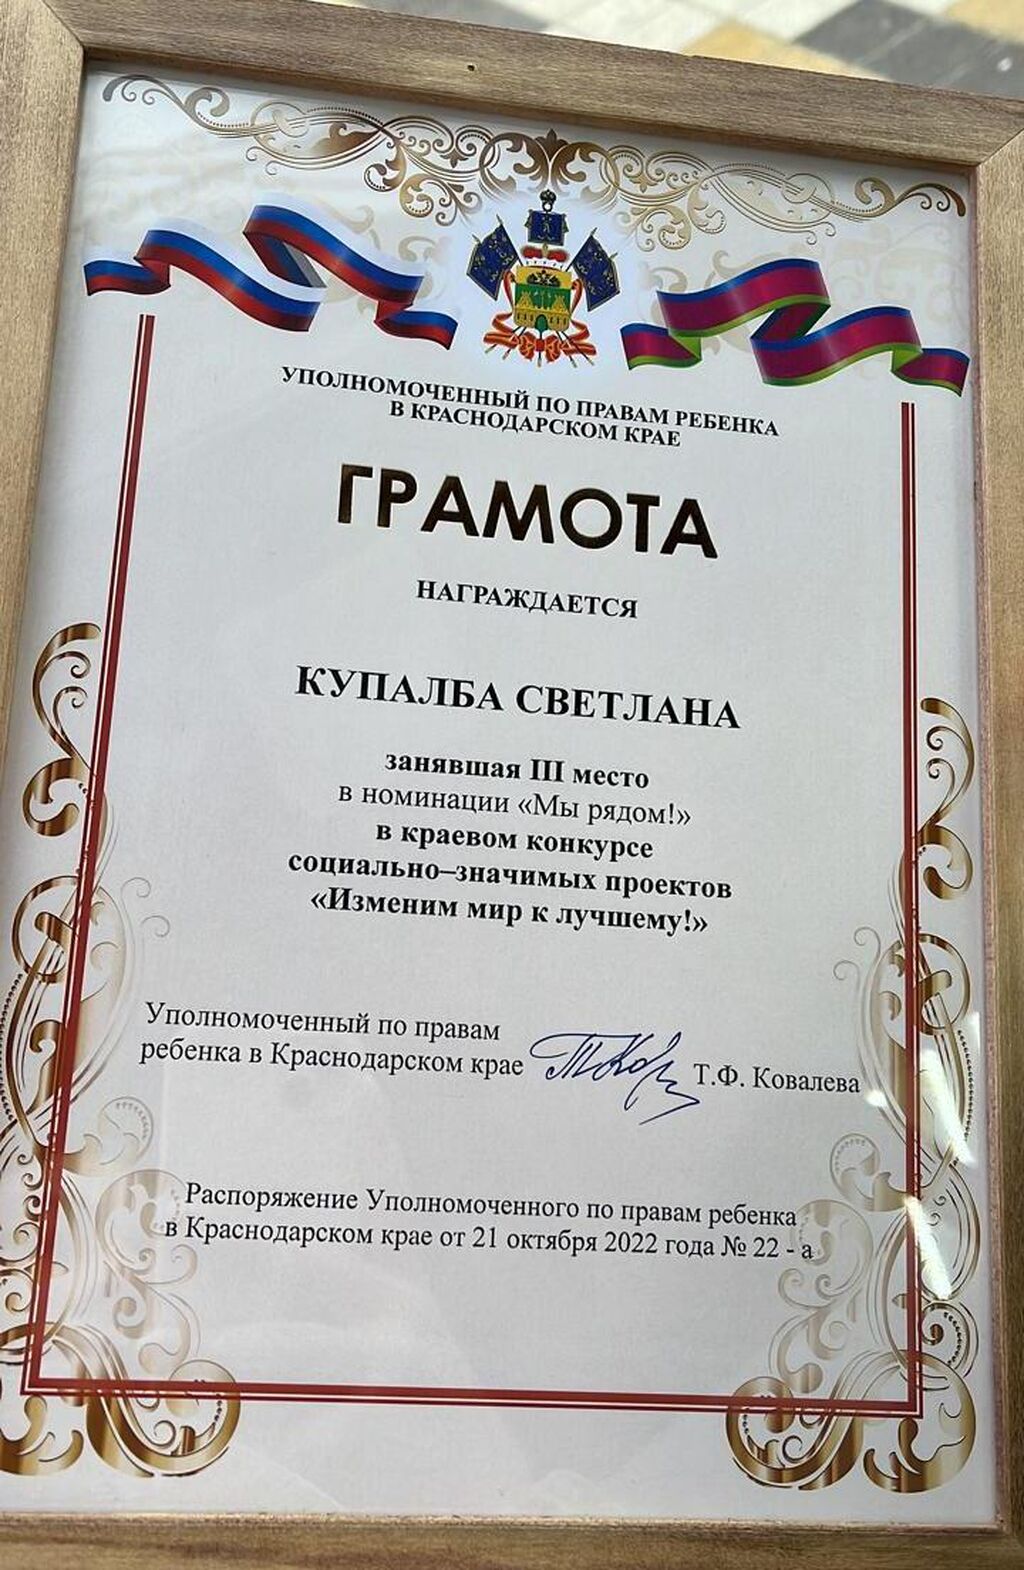 УПОЛНОМОЧЕННЫЙ ПО ПРАВАМ РЕБЕНКА
В КРАСНОДАРСКОМ КРАЕ
ГРАМОТА
НАГРАЖДАЕТСЯ
КУПАЛБА СВЕТЛАНА
занявшая III место
в номинации «Мы рядом!»
в краевом конкурсе
социально–значимых проектов
«Изменим мир к лучшему!»
Уполномоченный по правам
ребенка в Краснодарском крае Т.Ф. Ковалева
Распоряжение Уполномоченного по правам ребенка
в Краснодарском крае от 21 октября 2022 года № 22 - а